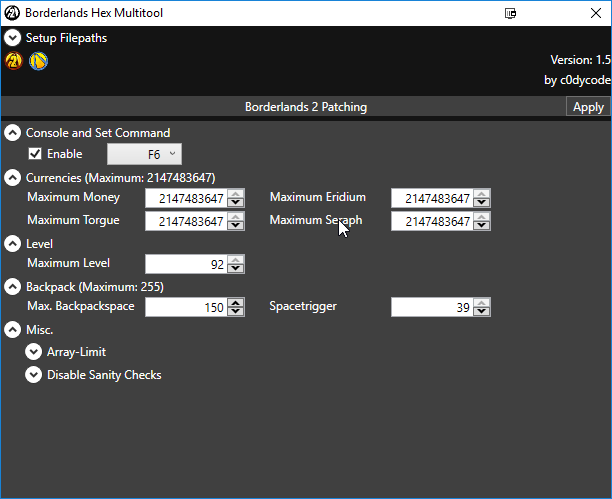 Borderlands Hex Multitool
Setup Filepaths
Version: 1.5
by c0dycode
Borderlands 2 Patching
Apply
Console and Set Command
Enable
F6
Currencies (Maximum: 2147483647)
Maximum Money 2147483647 Maximum Eridium 2147483647
Maximum Torgue 2147483647 Maximum Seraph 2147483647
Level
Maximum Level 92
Backpack (Maximum: 255)
Max. Backpackspace 150 Spacetrigger 39
Misc.
Array-Limit
Disable Sanity Checks